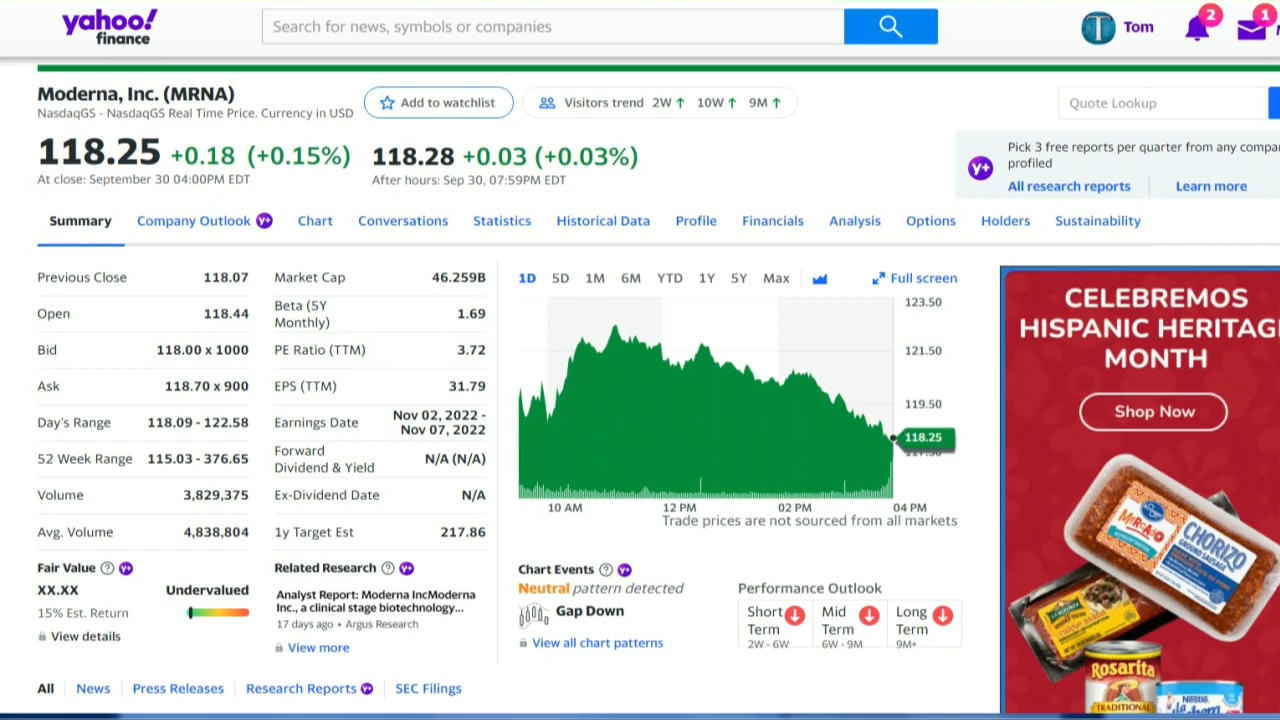 yahoo!
finance
Search for news, symbols or companies
Tom
2
1
Moderna, Inc. (MRNA)
NasdaqGS - NasdaqGS Real Time Price. Currency in USD
Add to watchlist
Visitors trend 2W ↑ 10W ↑ 9M ↑
Quote Lookup
118.25 +0.18 (+0.15%)
At close: September 30 04:00PM EDT
118.28 +0.03 (+0.03%)
After hours: Sep 30, 07:59PM EDT
y+
Pick 3 free reports per quarter from any
profiled
All research reports
Learn more
Summary
Company Outlook y+
Chart
Conversations
Statistics
Historical Data
Profile
Financials
Analysis
Options
Holders
Sustainability
Previous Close 118.07
Open 118.44
Bid 118.00 x 1000
Ask 118.70 x 900
Day's Range 118.09 - 122.58
52 Week Range 115.03 - 376.65
Volume 3,829,375
Avg. Volume 4,838,804
Market Cap 46.259B
Beta (5Y
Monthly) 1.69
PE Ratio (TTM) 3.72
EPS (TTM) 31.79
Earnings Date Nov 02, 2022 -
Nov 07, 2022
Forward
Dividend & Yield N/A (N/A)
Ex-Dividend Date N/A
1y Target Est 217.86
1D 5D 1M 6M YTD 1Y 5Y Max
Full screen
123.50
121.50
119.50
118.25
117.50
10 AM 12 PM 02 PM 04 PM
Trade prices are not sourced from all markets
Fair Value ? y+
XX.XX Undervalued
15% Est. Return
View details
Related Research ? y+
Analyst Report: Moderna IncModerna
Inc., a clinical stage biotechnology...
17 days ago • Argus Research
View more
Chart Events ? y+
Neutral pattern detected
Gap Down
View all chart patterns
Performance Outlook
Short
Term
2W - 6W
Mid
Term
6W - 9M
Long
Term
9M+
All
News
Press Releases
Research Reports y+
SEC Filings
CELEBREMOS
HISPANIC HERITAGE
MONTH
Shop Now
Kroger
MERCADO
CHORIZO
GROUND SAUSAGE
Rosarita
TRADITIONAL
Nestle